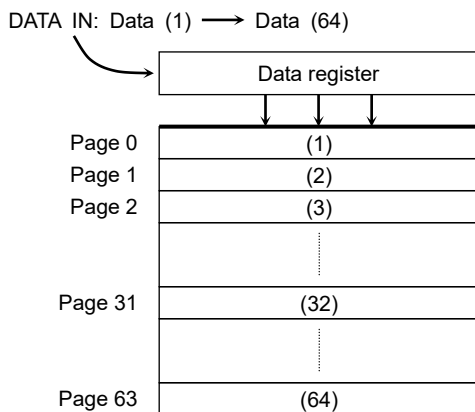 DATA IN: Data (1) Data (64)
Data register
Page 0 (1)
Page 1 (2)
Page 2 (3)
Page 31 (32)
Page 63 (64)